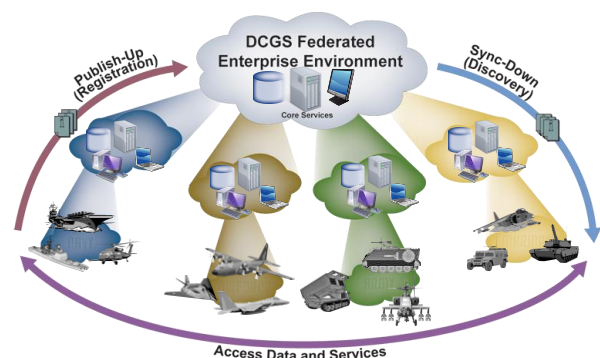 DCGS Federated
Enterprise Environment
Core Services
Publish-Up
(Registration)
Sync-Down
(Discovery)
Access Data and Services